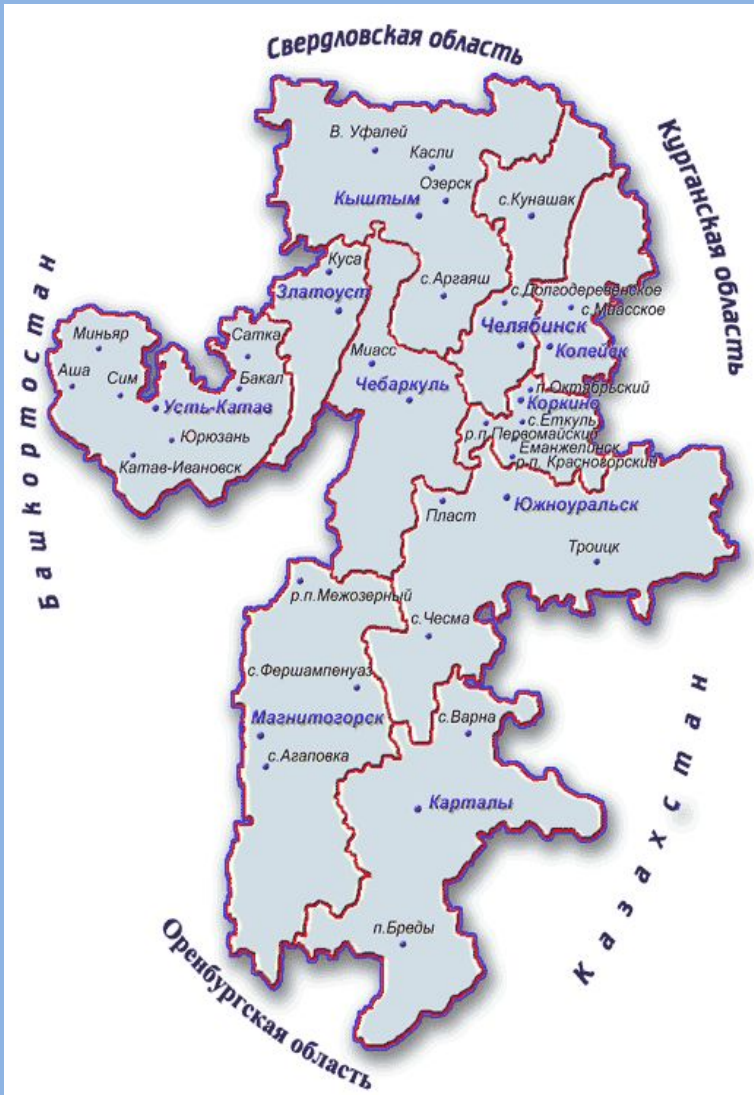 Свердловская область
Курганская область
В. Уфалей
Касли
Озерск
Кыштым
с.Кунашак
Куса
с.Аргаяш
Златоуст
с.Долгодеревенское
с.Миасское
Челябинск
Копейск
Башкортостан
Миньяр
Сатка
Миасс
Аша
Сим
Бакал
Чебаркуль
п.Октябрьский
Коркино
Усть-Катав
с.Еткуль
р.п.Первомайский
Юрюзань
Еманжелинск
Катав-Ивановск
р.п. Красногорский
Пласт
Южноуральск
Троицк
р.п.Межозерный
с.Чесма
с.Фершампенуаз
Магнитогорск
с.Варна
с.Агаповка
Казахстан
Карталы
п.Бреды
Оренбургская область